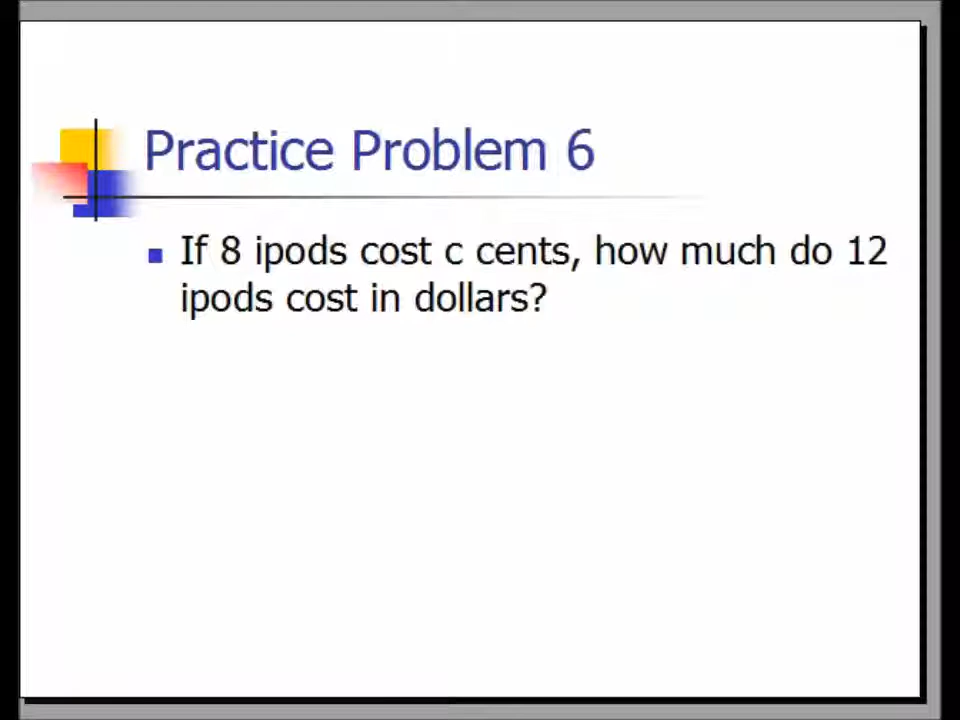 Practice Problem 6
If 8 ipods cost c cents, how much do 12
ipods cost in dollars?